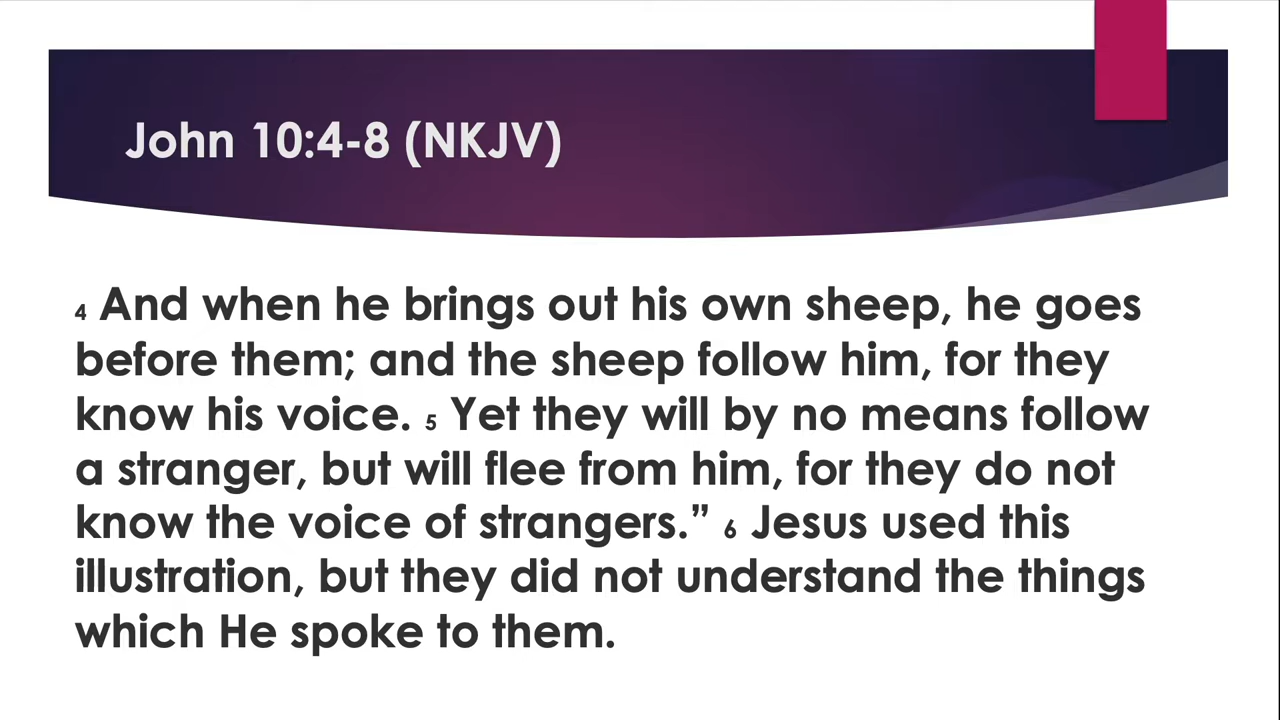 John 10:4-8 (NKJV)
4 And when he brings out his own sheep, he goes
before them; and the sheep follow him, for they
know his voice. 5 Yet they will by no means follow
a stranger, but will flee from him, for they do not
know the voice of strangers.” 6 Jesus used this
illustration, but they did not understand the things
which He spoke to them.